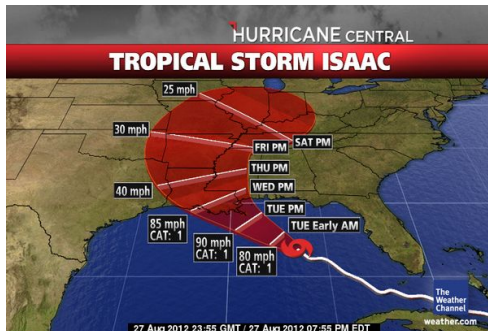 HURRICANE CENTRAL
TROPICAL STORM ISAAC
25 mph
30 mph
SAT PM
FRI PM
THU PM
40 mph
WED PM
TUE PM
85 mph
CAT: 1
TUE Early AM
90 mph
CAT: 1
80 mph
CAT: 1
The
Weather
Channel
weather.com
27 Aug 2012 23:55 GMT / 27 Aug 2012 07:55 PM EDT